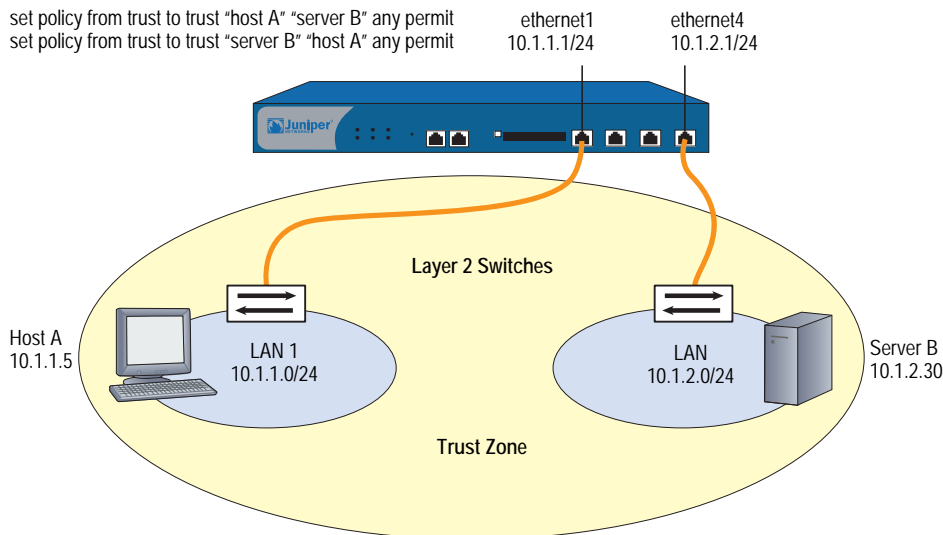 set policy from trust to trust “host A” “server B” any permit
set policy from trust to trust “server B” “host A” any permit
ethernet1
10.1.1.1/24
ethernet4
10.1.2.1/24
Juniper
NETWORKS
Layer 2 Switches
Host A
10.1.1.5
LAN 1
10.1.1.0/24
LAN
10.1.2.0/24
Server B
10.1.2.30
Trust Zone